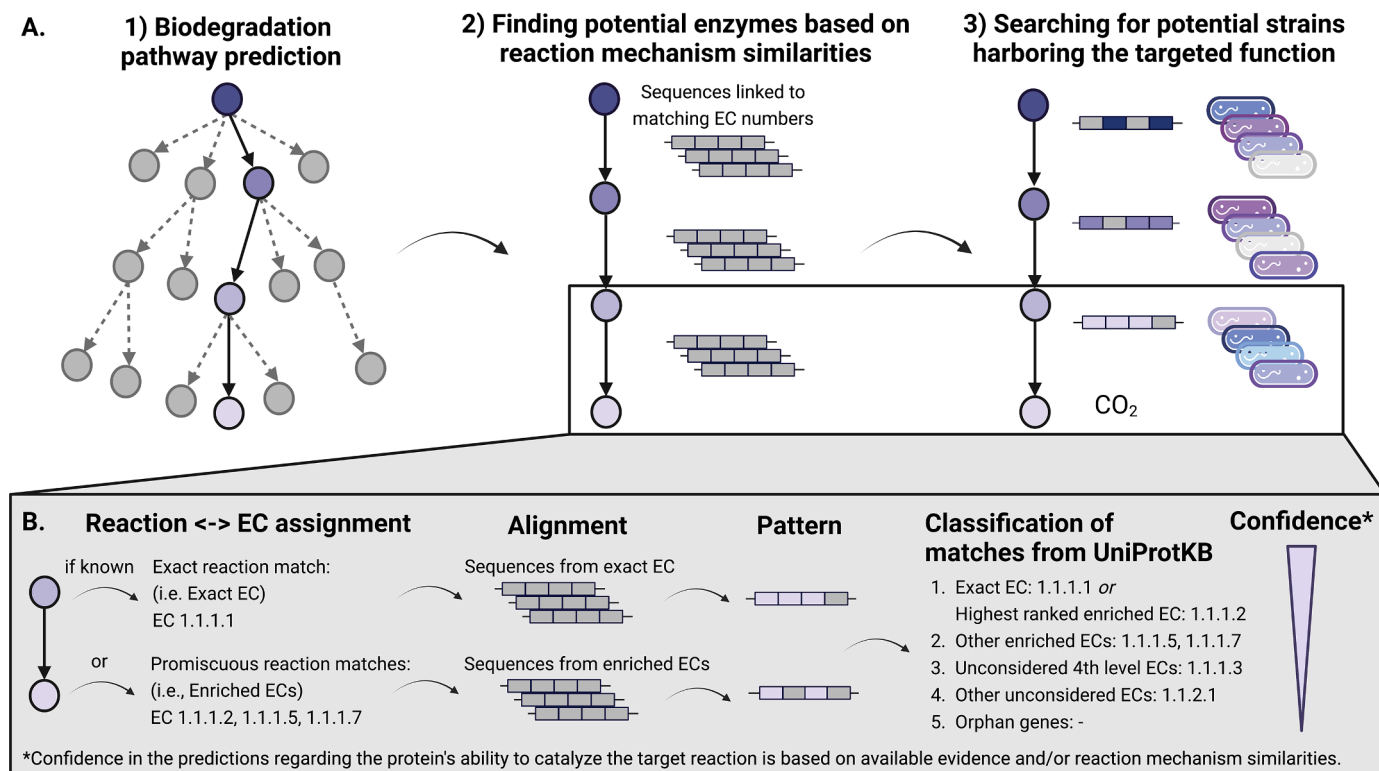 A.
1) Biodegradation
pathway prediction
2) Finding potential enzymes based on
reaction mechanism similarities
3) Searching for potential strains
harboring the targeted function
Sequences linked to
matching EC numbers
CO₂
B.
Reaction <-> EC assignment
Alignment
Pattern
Classification of
matches from UniProtKB
Confidence*
if known
Exact reaction match:
(i.e. Exact EC)
EC 1.1.1.1
Sequences from exact EC
or
Promiscuous reaction matches:
(i.e., Enriched ECs)
EC 1.1.1.2, 1.1.1.5, 1.1.1.7
Sequences from enriched ECs
1. Exact EC: 1.1.1.1 or
Highest ranked enriched EC: 1.1.1.2
2. Other enriched ECs: 1.1.1.5, 1.1.1.7
3. Unconsidered 4th level ECs: 1.1.1.3
4. Other unconsidered ECs: 1.1.2.1
5. Orphan genes: -
*Confidence in the predictions regarding the protein's ability to catalyze the target reaction is based on available evidence and/or reaction mechanism similarities.